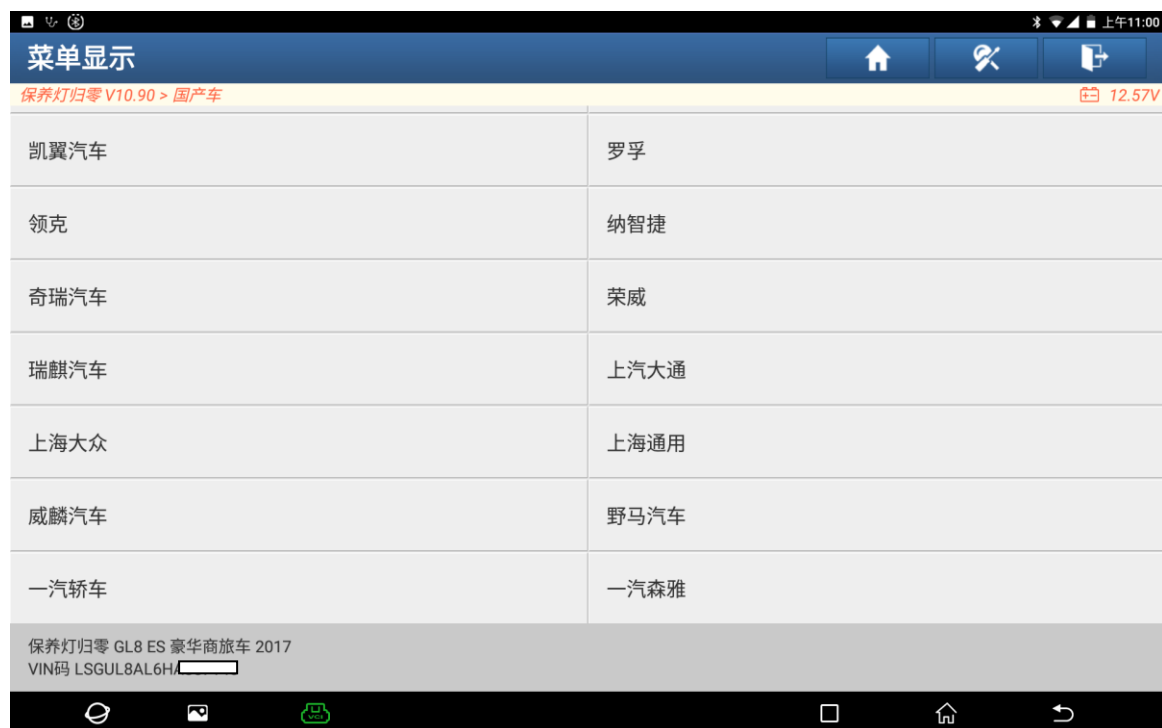 上午11:00
菜单显示
保养灯归零 V10.90 > 国产车
12.57V
凯翼汽车
罗孚
领克
纳智捷
奇瑞汽车
荣威
瑞麒汽车
上汽大通
上海大众
上海通用
威麟汽车
野马汽车
一汽轿车
一汽森雅
保养灯归零 GL8 ES 豪华商旅车 2017
VIN码 LSGUL8AL6H
VCI